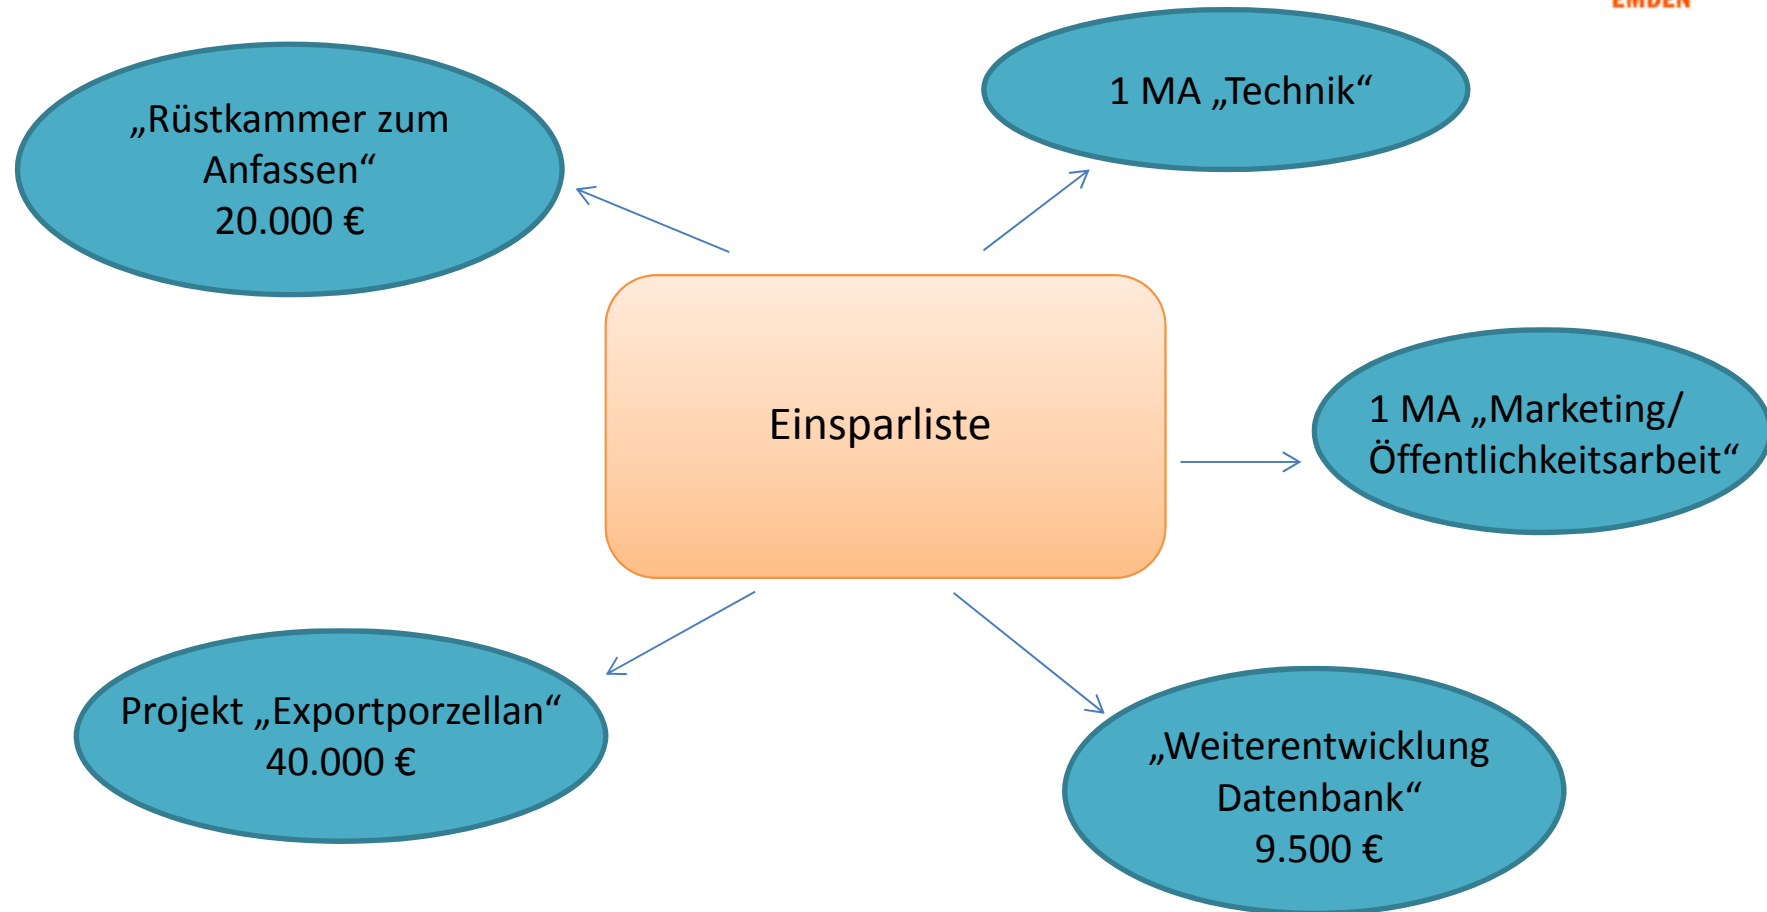 EMDEN
„Rüstkammer zum
Anfassen“
20.000 €
1 MA „Technik“
Einsparliste
1 MA „Marketing/
Öffentlichkeitsarbeit“
Projekt „Exportporzellan“
40.000 €
„Weiterentwicklung
Datenbank“
9.500 €